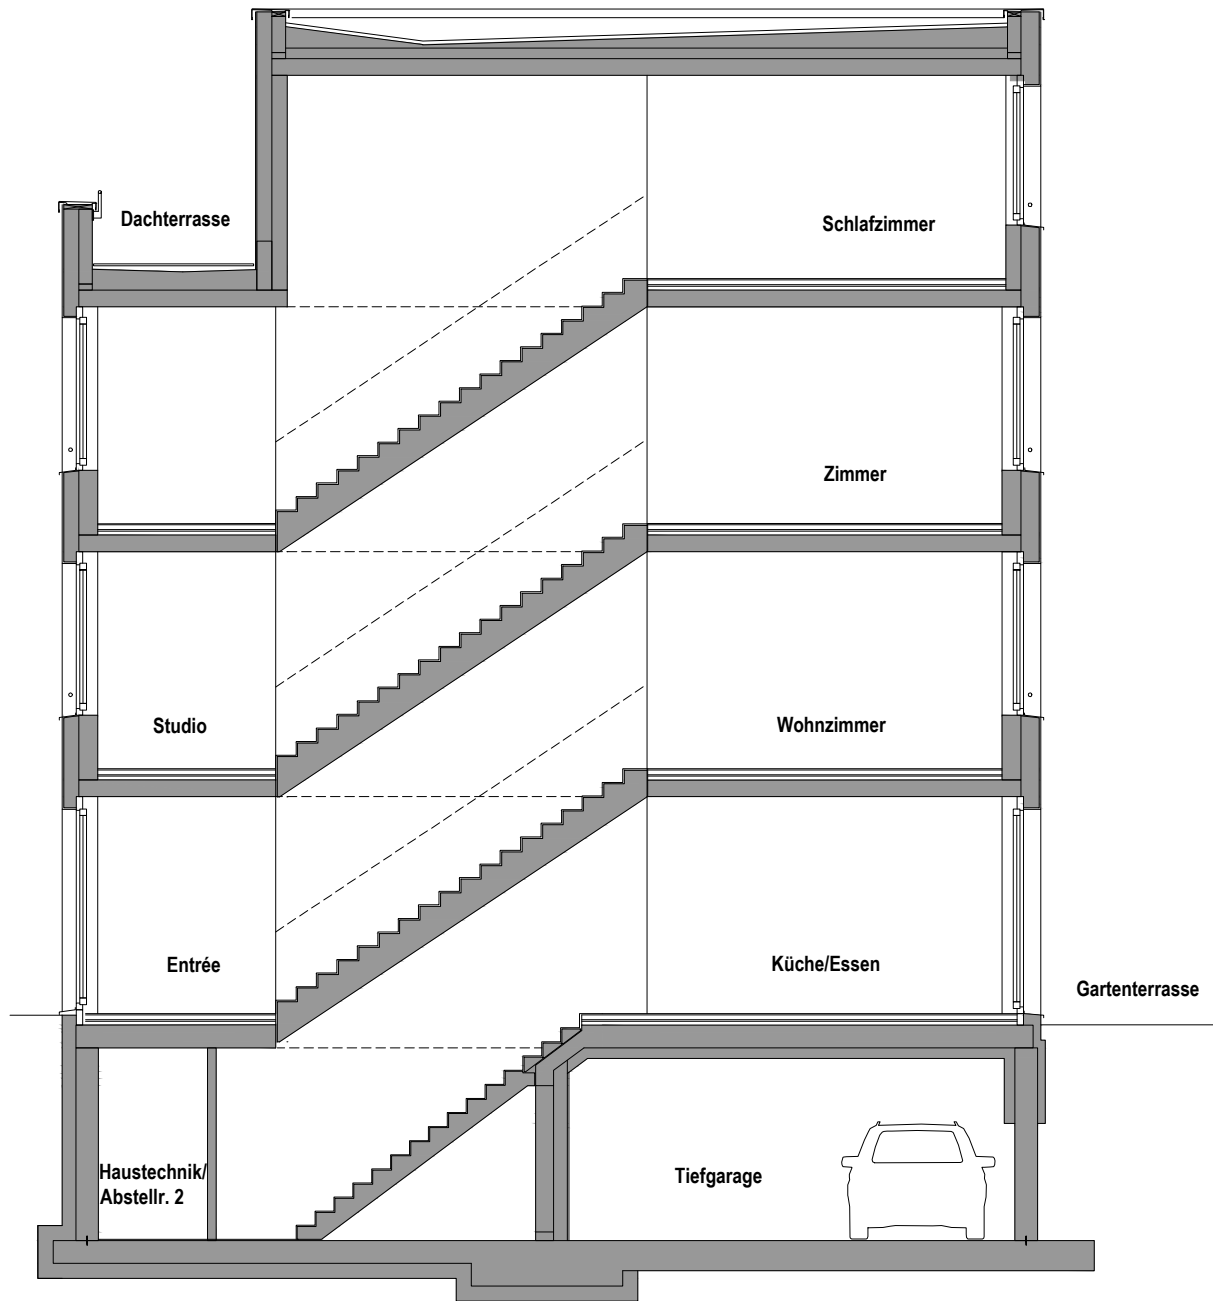 Dachterrasse
Schlafzimmer
Zimmer
Studio
Wohnzimmer
Entrée
Küche/Essen
Gartenterrasse
Haustechnik/
Abstellr. 2
Tiefgarage